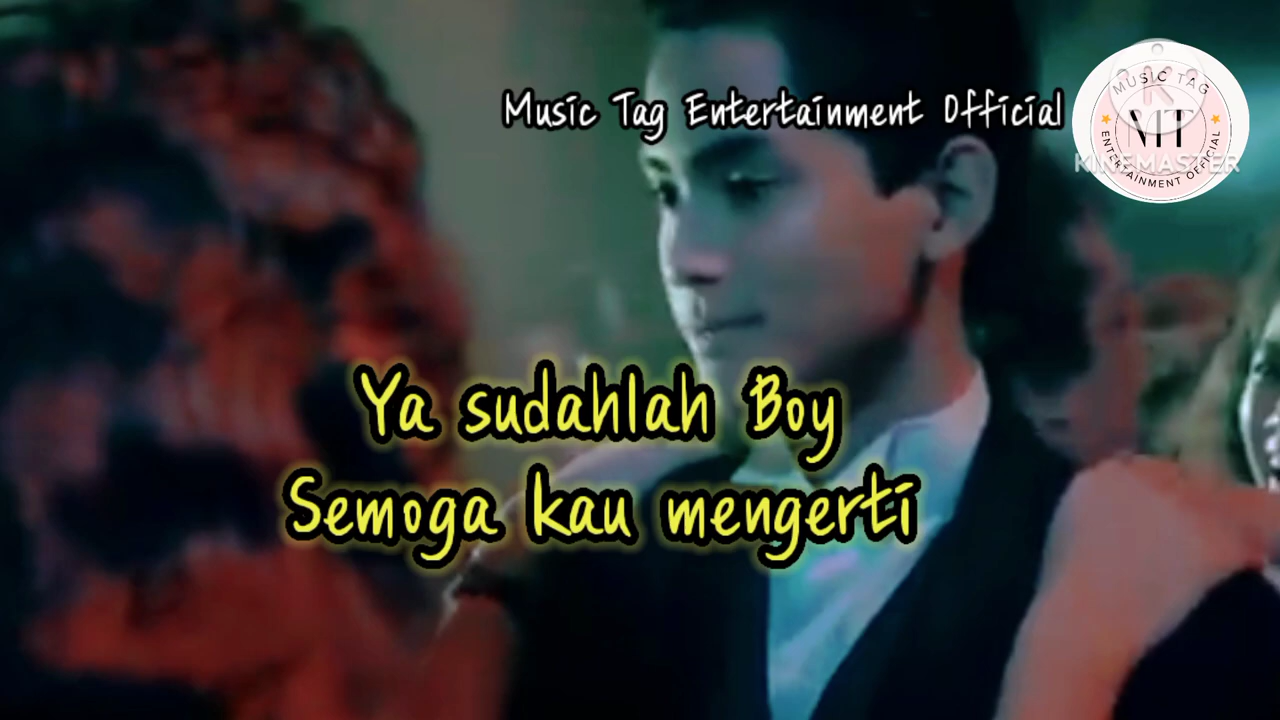 Music Tag Entertainment Official
MUSIC TAG
MT
ENTERTAINMENT OFFICIAL
KINEMASTER
Ya sudahlah Boy
Semoga kau mengerti